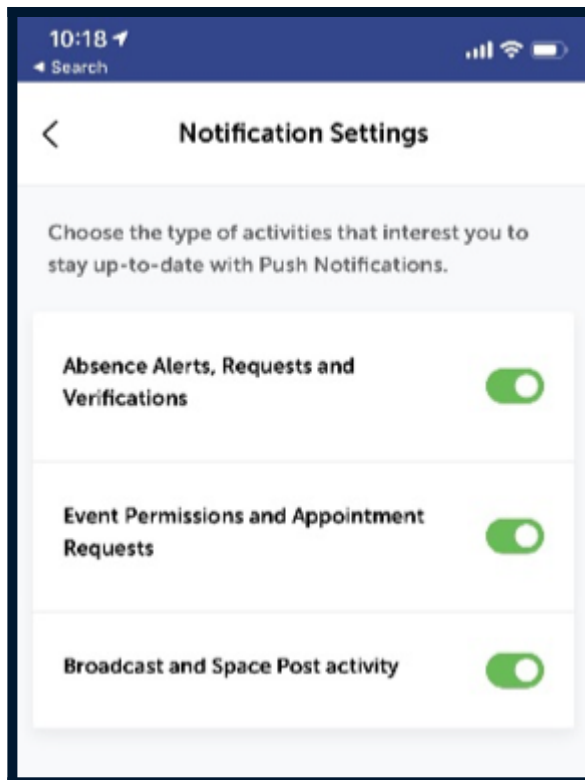 10:18
Search
Notification Settings
Choose the type of activities that interest you to
stay up-to-date with Push Notifications.
Absence Alerts, Requests and
Verifications
Event Permissions and Appointment
Requests
Broadcast and Space Post activity